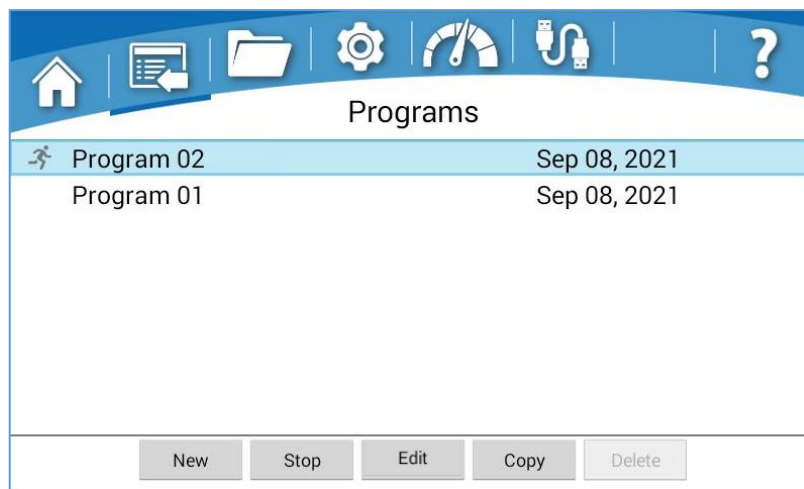 ?
Programs
Program 02 Sep 08, 2021
Program 01 Sep 08, 2021
New Stop Edit Copy Delete